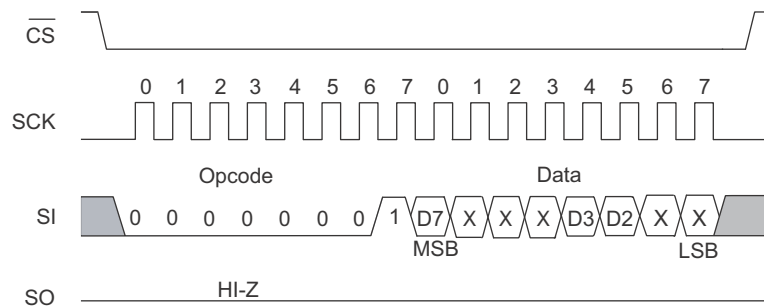 CS
0 1 2 3 4 5 6 7 0 1 2 3 4 5 6 7
SCK
Opcode Data
SI 0 0 0 0 0 0 0 1 D7 X X X D3 D2 X X
MSB LSB
HI-Z
SO